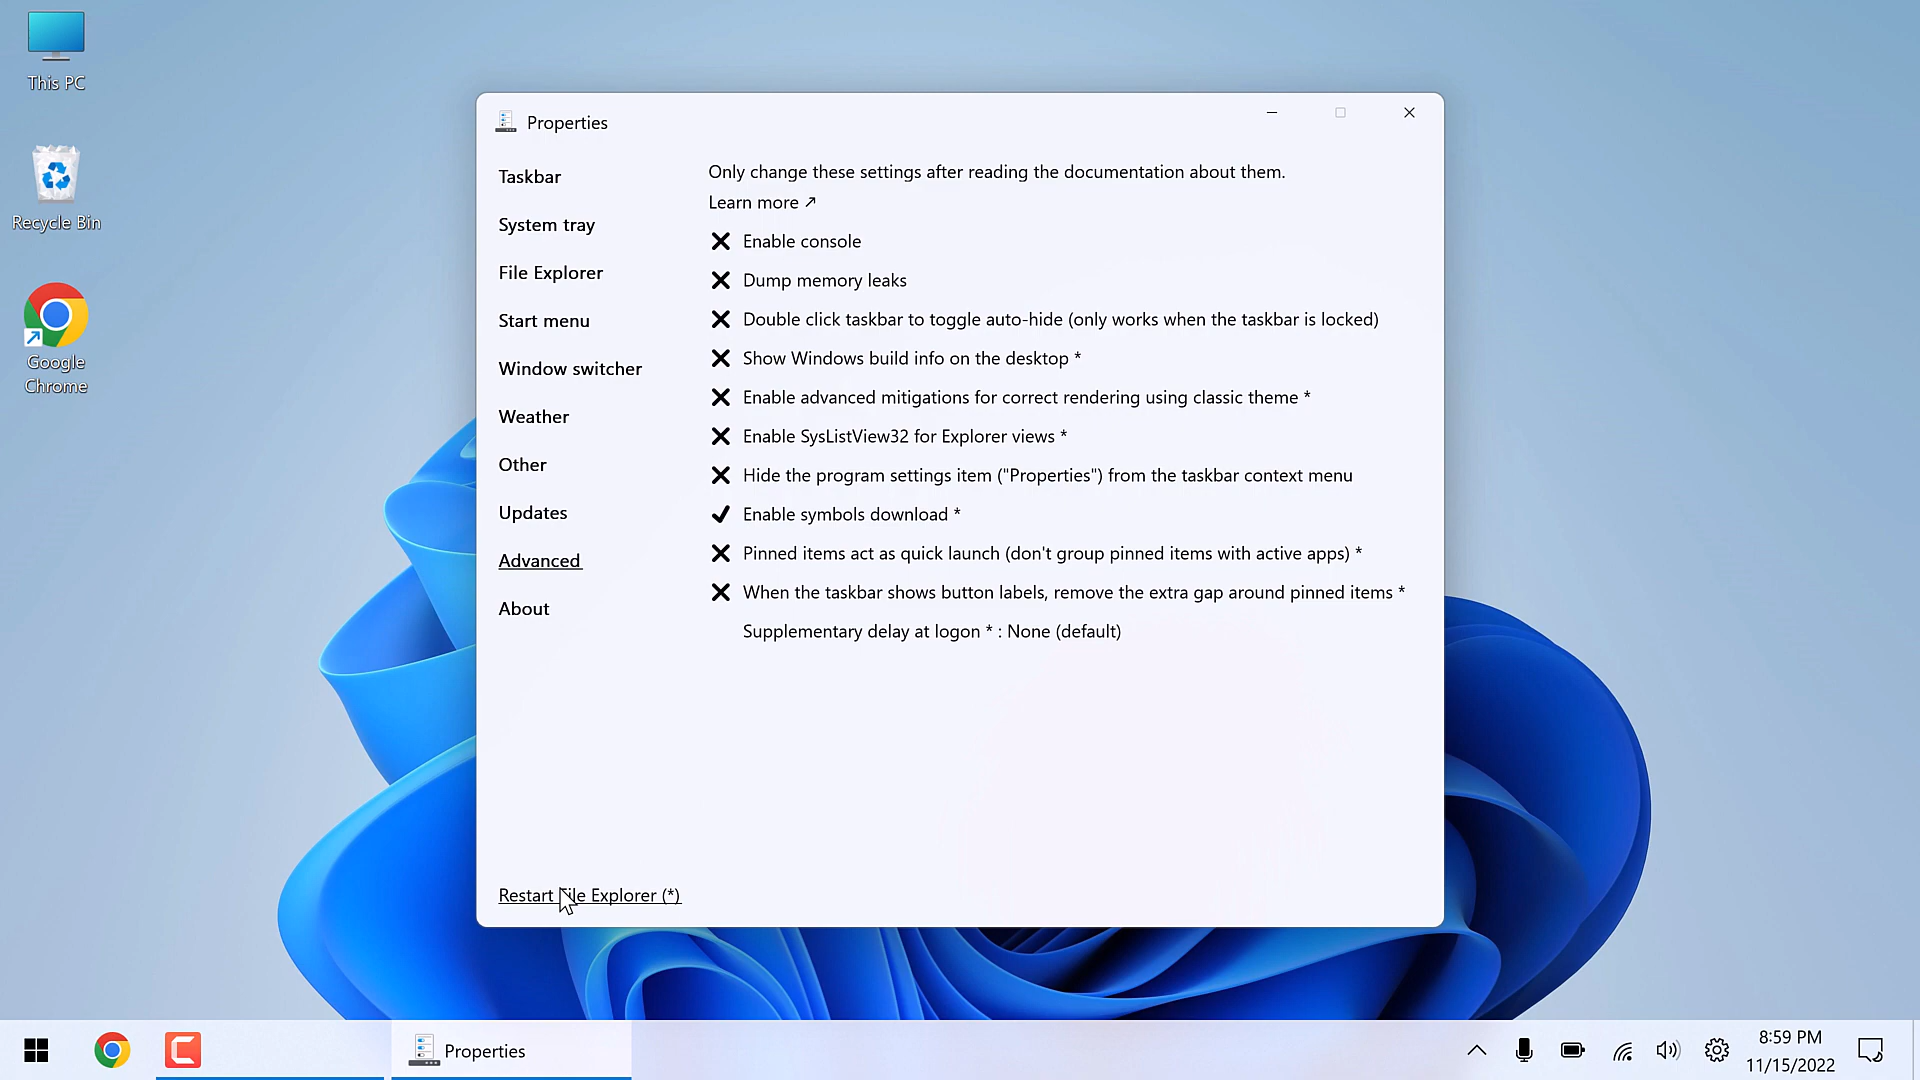 This PC
Recycle Bin
Google
Chrome
Properties
Taskbar
System tray
File Explorer
Start menu
Window switcher
Weather
Other
Updates
Advanced
About
Only change these settings after reading the documentation about them.
Learn more ↗
Enable console
Dump memory leaks
Double click taskbar to toggle auto-hide (only works when the taskbar is locked)
Show Windows build info on the desktop *
Enable advanced mitigations for correct rendering using classic theme *
Enable SysListView32 for Explorer views *
Hide the program settings item ("Properties") from the taskbar context menu
Enable symbols download *
Pinned items act as quick launch (don't group pinned items with active apps) *
When the taskbar shows button labels, remove the extra gap around pinned items *
Supplementary delay at logon * : None (default)
Restart File Explorer (*)
Properties
8:59 PM
11/15/2022